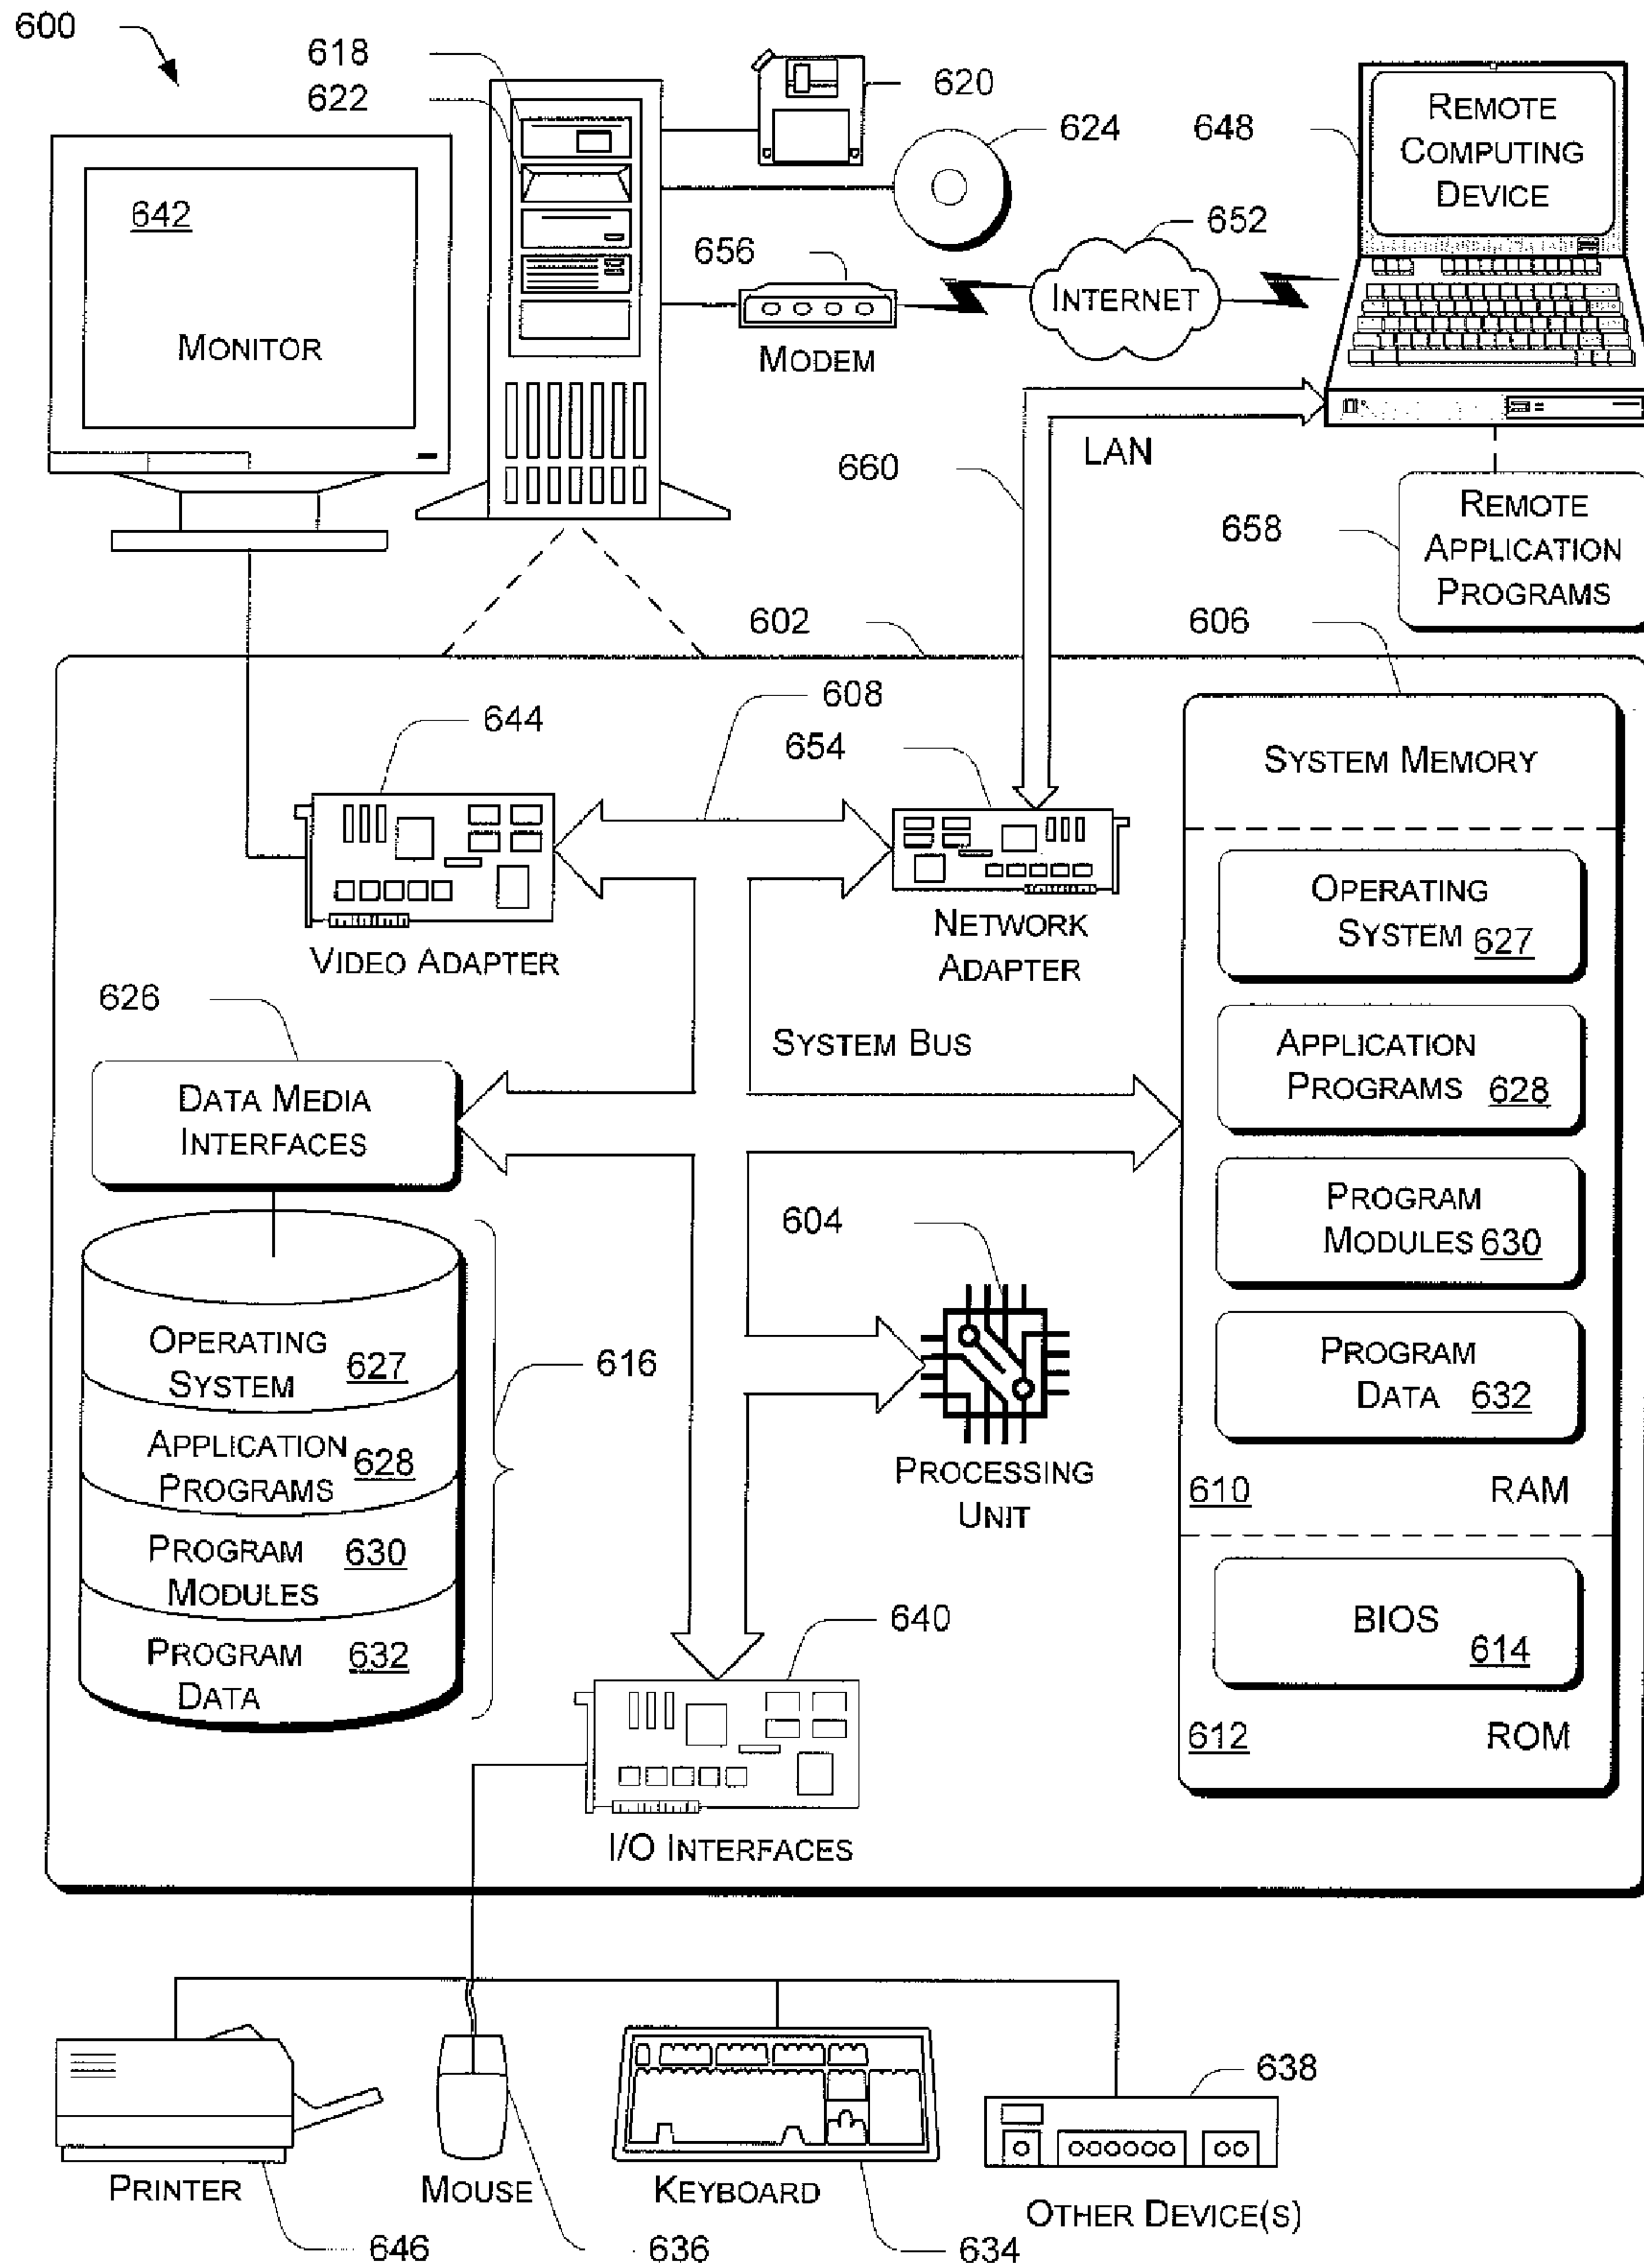 600
618
622
620
624
648
REMOTE
COMPUTING
DEVICE
642
MONITOR
656
MODEM
652
INTERNET
660
LAN
658
REMOTE
APPLICATION
PROGRAMS
602
606
608
644
654
VIDEO ADAPTER
NETWORK
ADAPTER
SYSTEM MEMORY
OPERATING
SYSTEM 627
APPLICATION
PROGRAMS 628
PROGRAM
MODULES 630
PROGRAM
DATA 632
610 RAM
BIOS
614
612 ROM
626
DATA MEDIA
INTERFACES
SYSTEM BUS
604
PROCESSING
UNIT
616
OPERATING
SYSTEM 627
APPLICATION
PROGRAMS 628
PROGRAM
MODULES 630
PROGRAM
DATA 632
640
I/O INTERFACES
PRINTER
646
MOUSE
636
KEYBOARD
634
638
OTHER DEVICE(S)